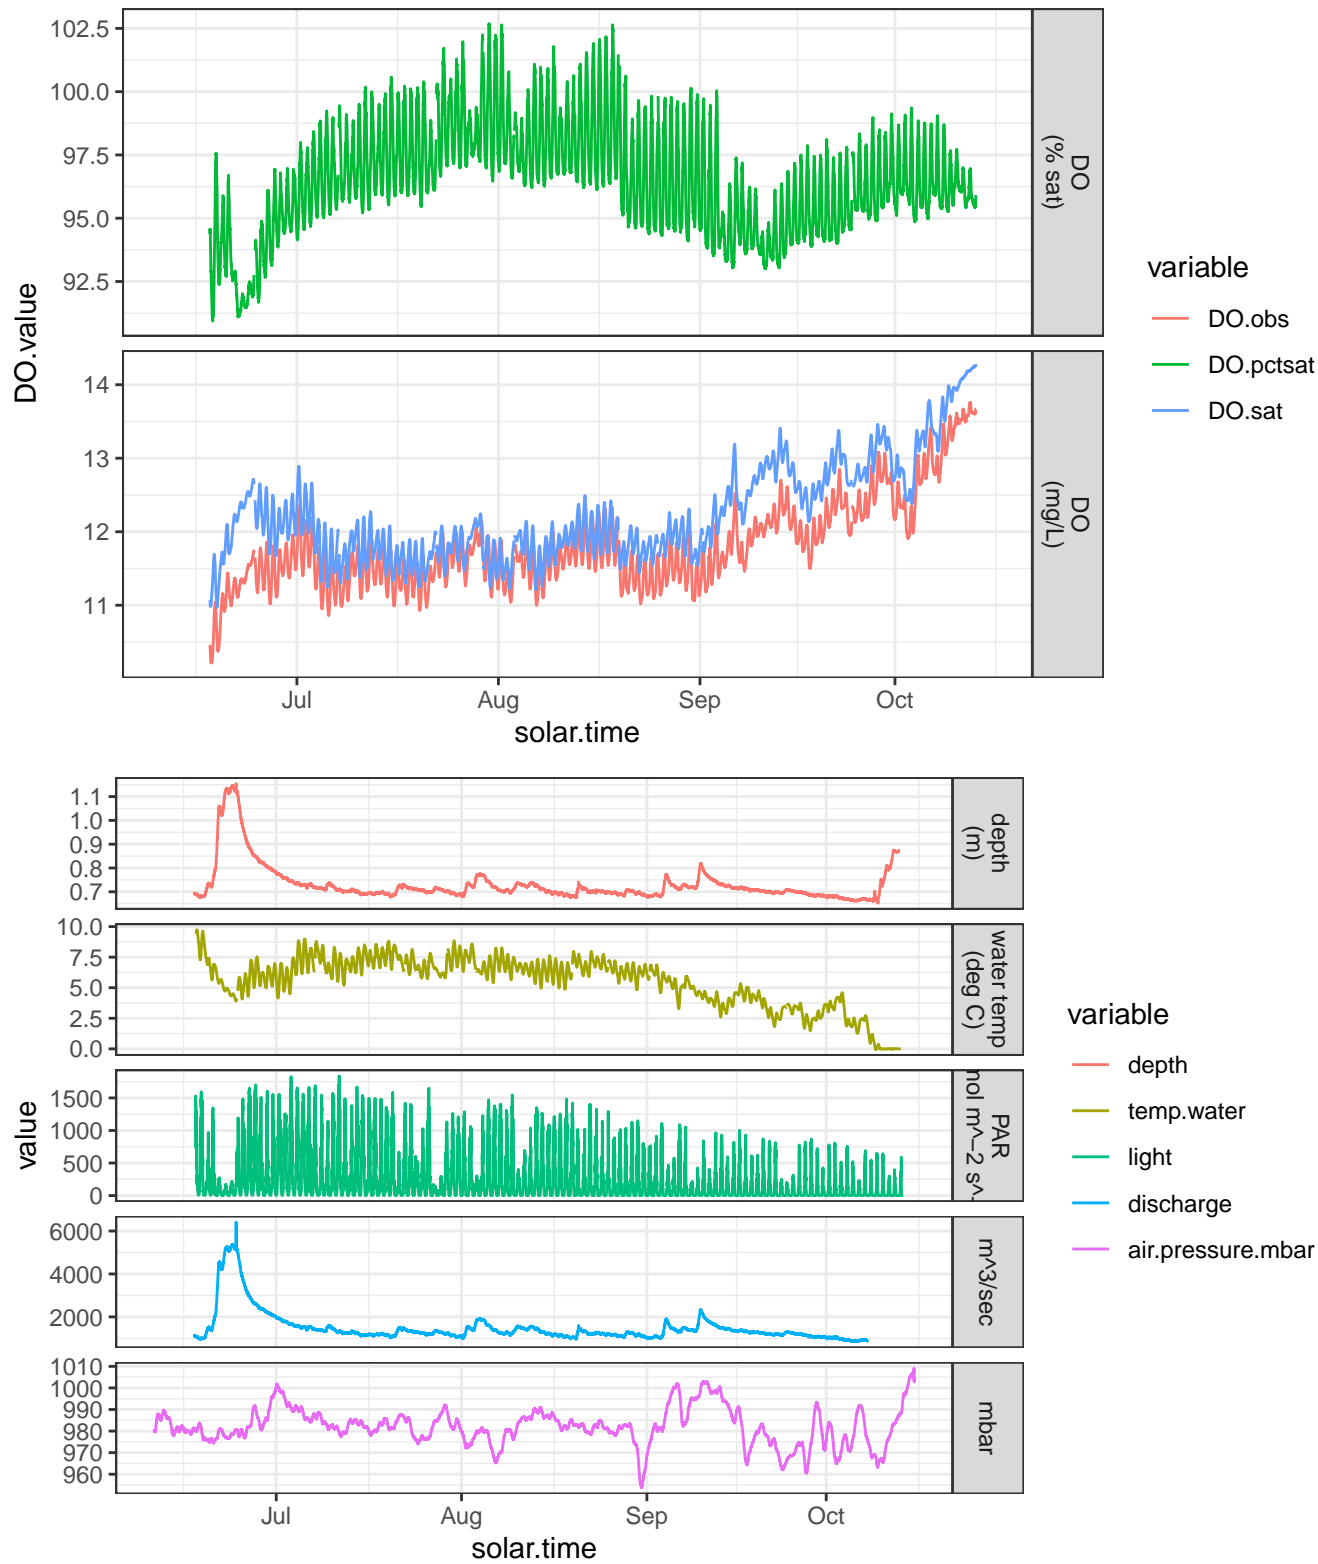 DO.value
102.5
100.0
97.5
95.0
92.5
DO
(% sat)
14
13
12
11
DO
(mg/L)
Jul Aug Sep Oct
solar.time
variable
DO.obs
DO.pctsat
DO.sat
value
1.1
1.0
0.9
0.8
0.7
depth
(m)
10.0
7.5
5.0
2.5
0.0
water temp
(deg C)
1500
1000
500
0
PAR
mol m^−2 s^−
6000
4000
2000
m^3/sec
1010
1000
990
980
970
960
mbar
Jul Aug Sep Oct
solar.time
variable
depth
temp.water
light
discharge
air.pressure.mbar